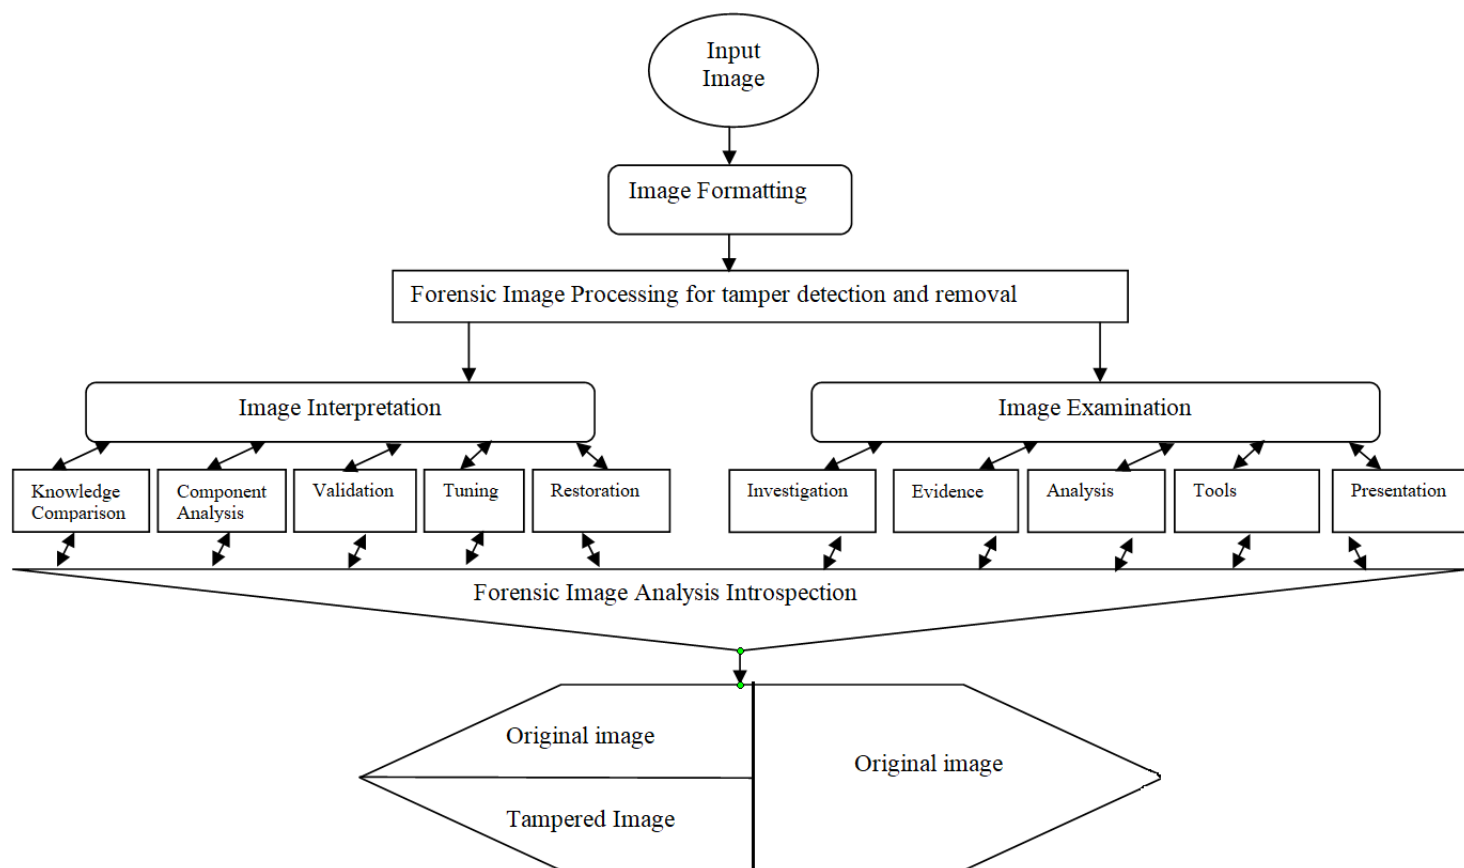 Input
Image
Image Formatting
Forensic Image Processing for tamper detection and removal
Image Interpretation
Image Examination
Knowledge
Comparison
Component
Analysis
Validation
Tuning
Restoration
Investigation
Evidence
Analysis
Tools
Presentation
Forensic Image Analysis Introspection
Original image
Tampered Image
Original image